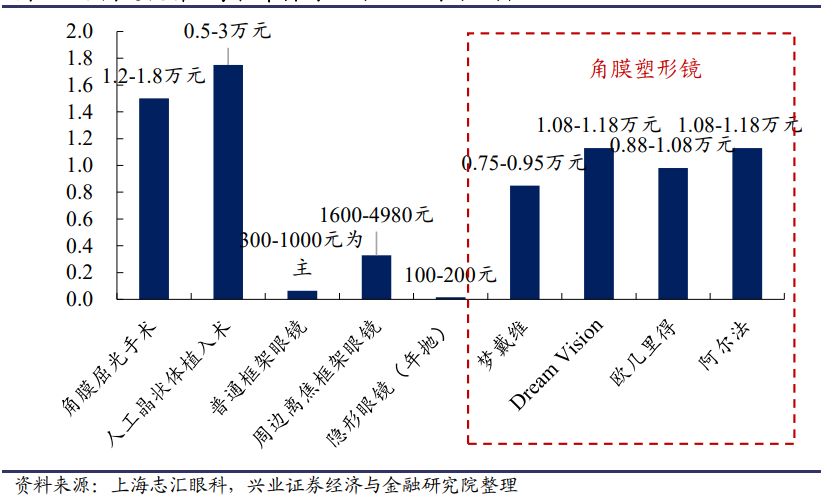 2.0
1.8
1.6
1.4
1.2
1.0
0.8
0.6
0.4
0.2
0.0
1.2-1.8万元
0.5-3万元
300-1000元为
主
1600-4980元
100-200元
角膜塑形镜
0.75-0.95万元
1.08-1.18万元
0.88-1.08万元
1.08-1.18万元
角膜屈光手术
人工晶状体植入术
普通框架眼镜
周边离焦框架眼镜
隐形眼镜（年抛）
梦戴维
Dream Vision
欧几里得
阿尔法
资料来源：上海志汇眼科，兴业证券经济与金融研究院整理